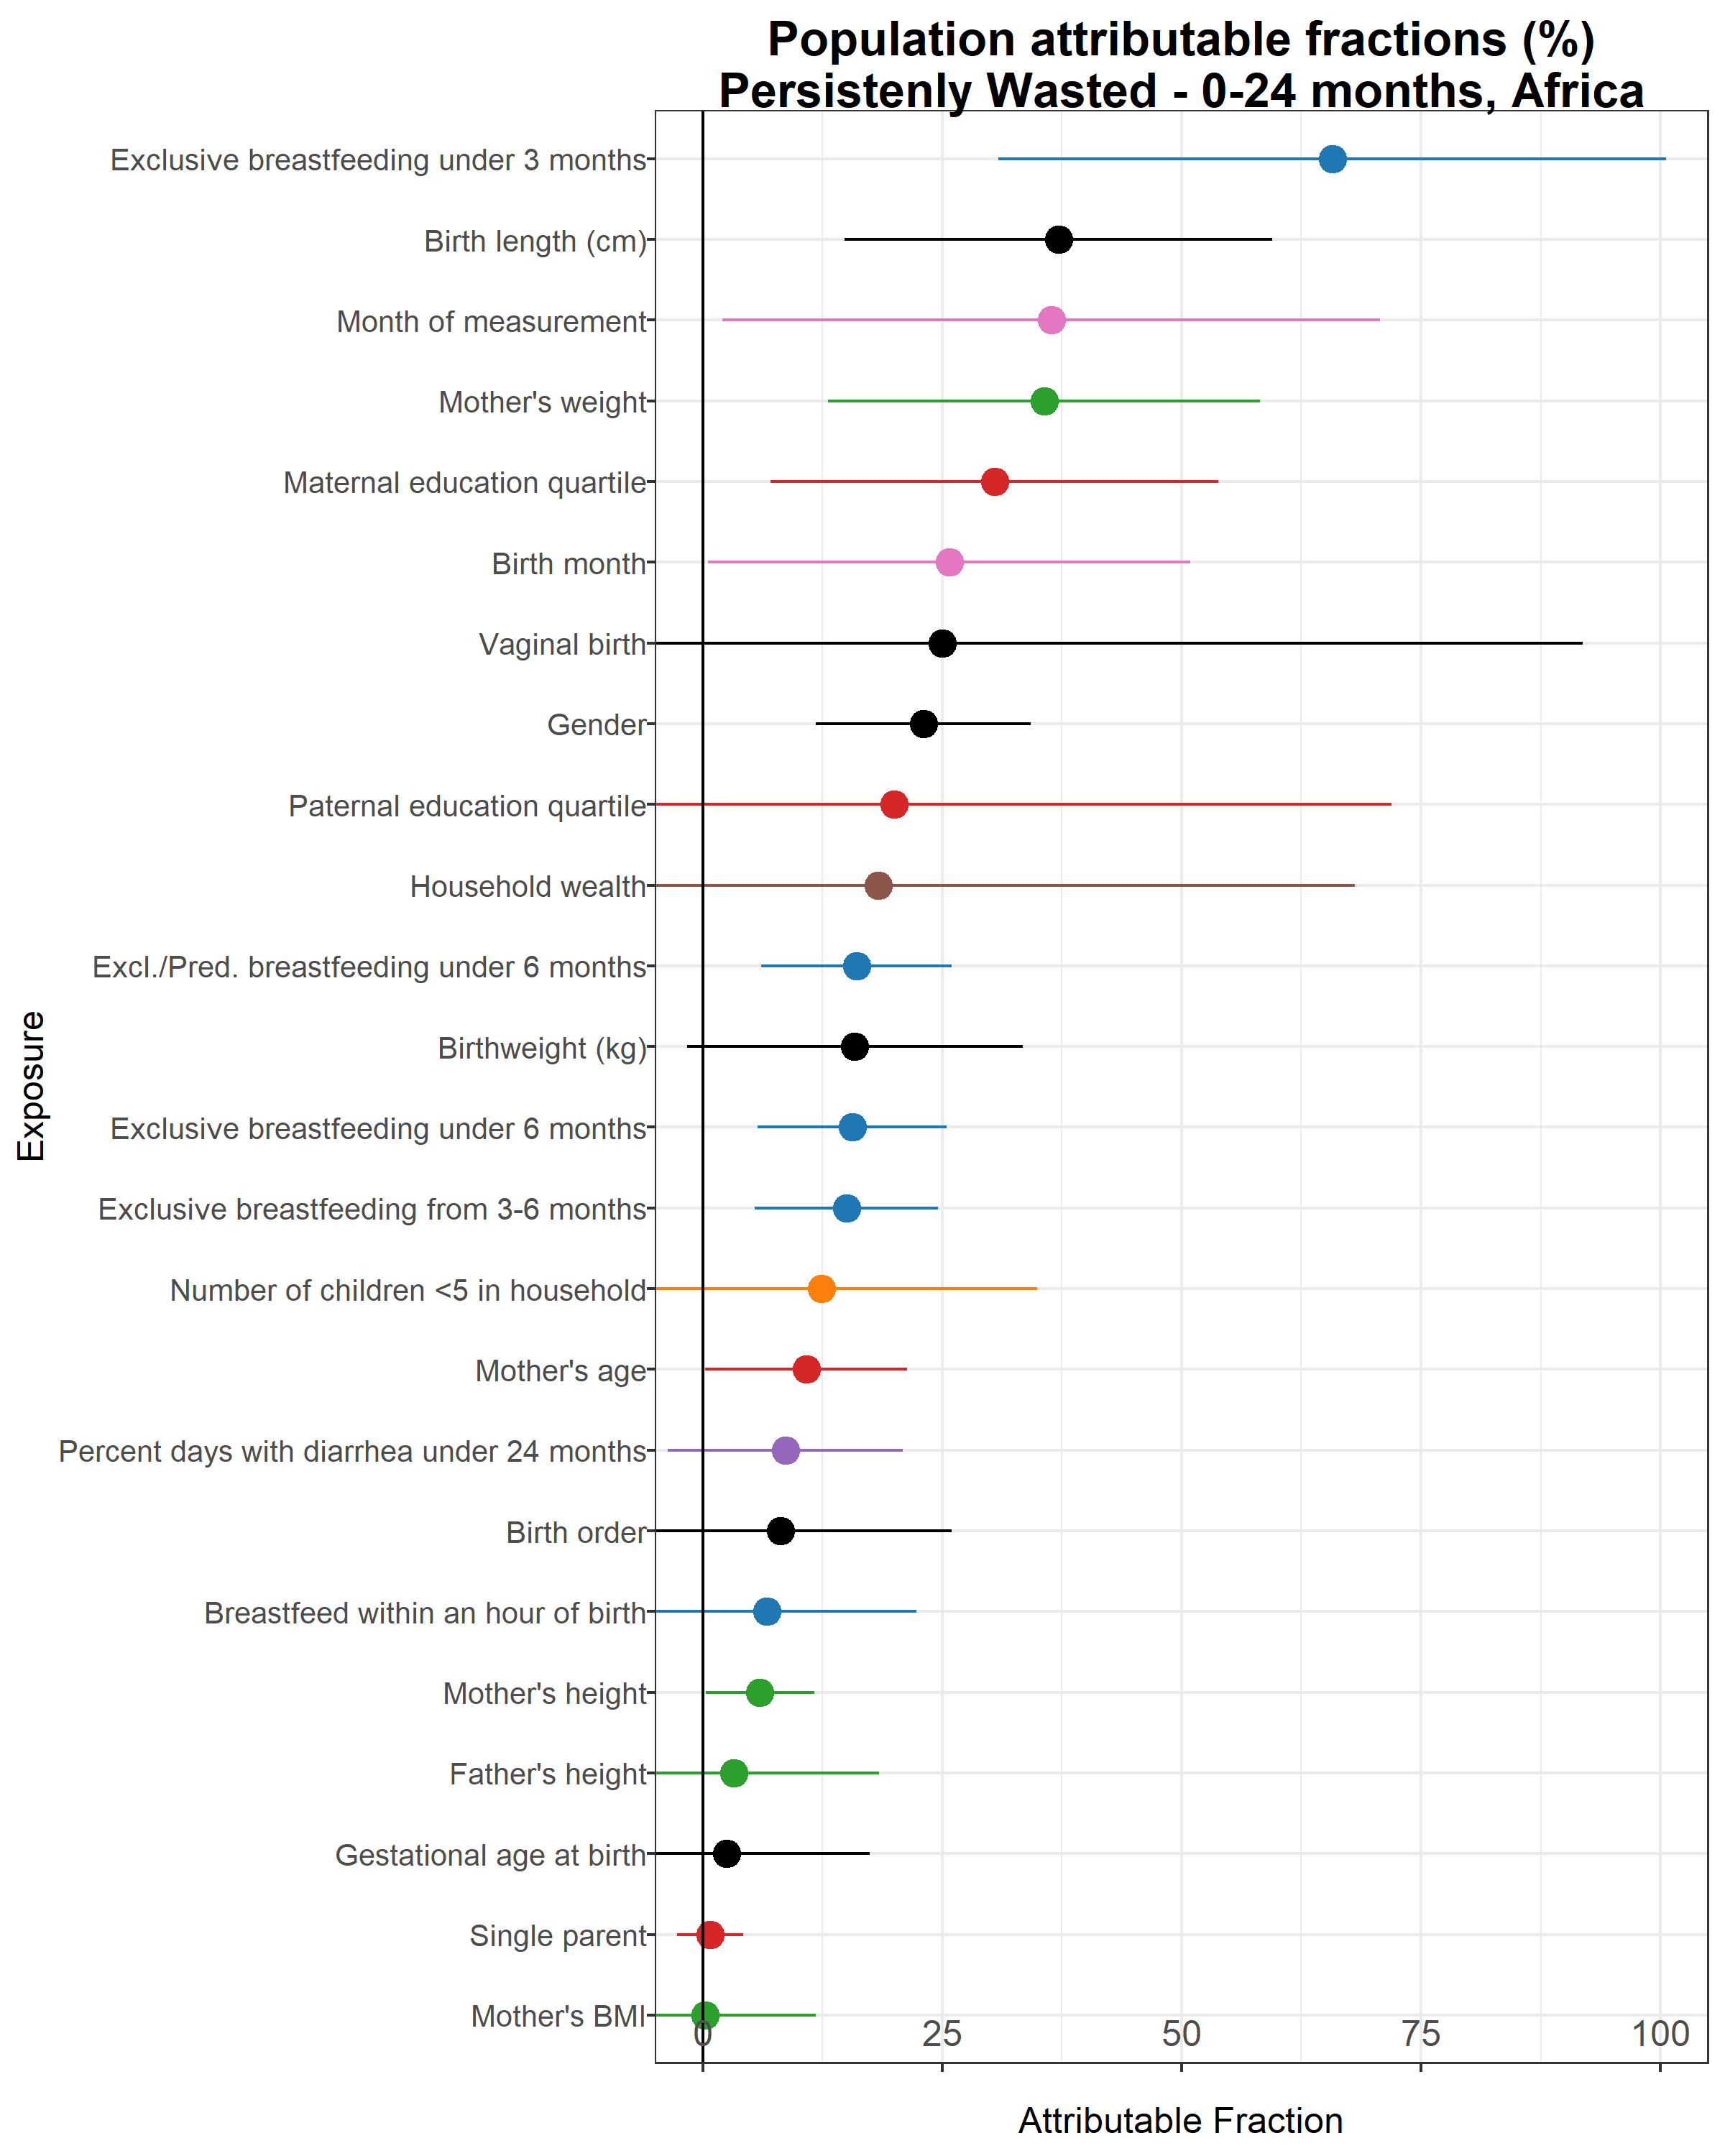 Population attributable fractions (%)
Persistenly Wasted - 0-24 months, Africa
Exclusive breastfeeding under 3 months
Birth length (cm)
Month of measurement
Mother's weight
Maternal education quartile
Birth month
Vaginal birth
Gender
Paternal education quartile
Household wealth
Excl./Pred. breastfeeding under 6 months
Birthweight (kg)
Exclusive breastfeeding under 6 months
Exclusive breastfeeding from 3-6 months
Number of children <5 in household
Mother's age
Percent days with diarrhea under 24 months
Birth order
Breastfeed within an hour of birth
Mother's height
Father's height
Gestational age at birth
Single parent
Mother's BMI
Exposure
0 25 50 75 100
Attributable Fraction